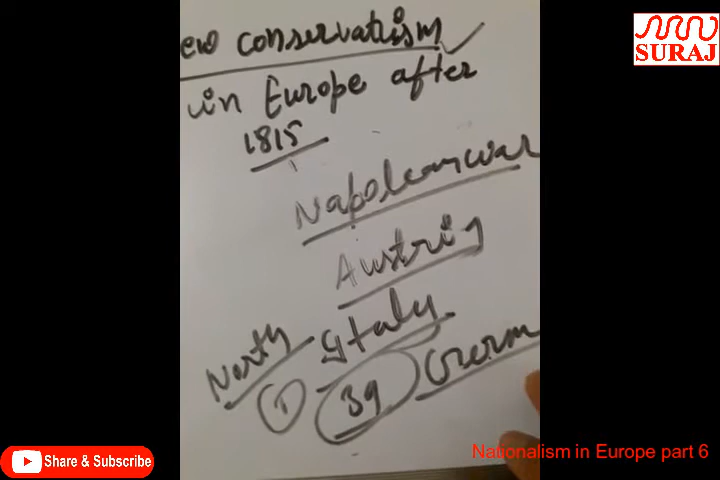 ew conservatism
in Europe after
1815
Napoleanwar
Austria
North Italy
1 39 Germ
SURAJ
Share & Subscribe
Nationalism in Europe part 6